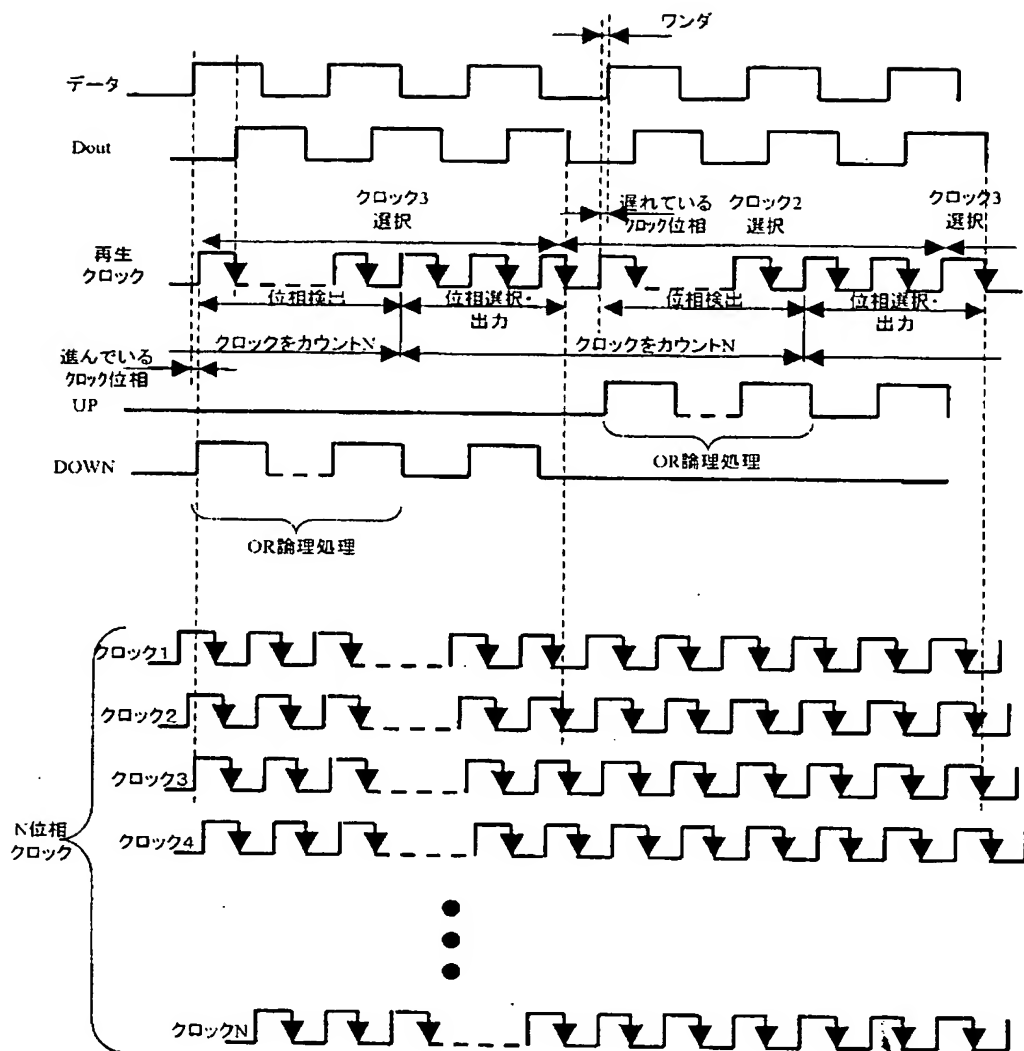 ワンダ
データ
Dout
クロック3
選択
遅れている
クロック位相
クロック2
選択
クロック3
選択
再生
クロック
位相検出
位相選択・
出力
位相検出
位相選択・
出力
クロックをカウントN
クロックをカウントN
進んでいる
クロック位相
UP
OR論理処理
DOWN
OR論理処理
クロック1
クロック2
クロック3
N位相
クロック
クロック4
クロックN